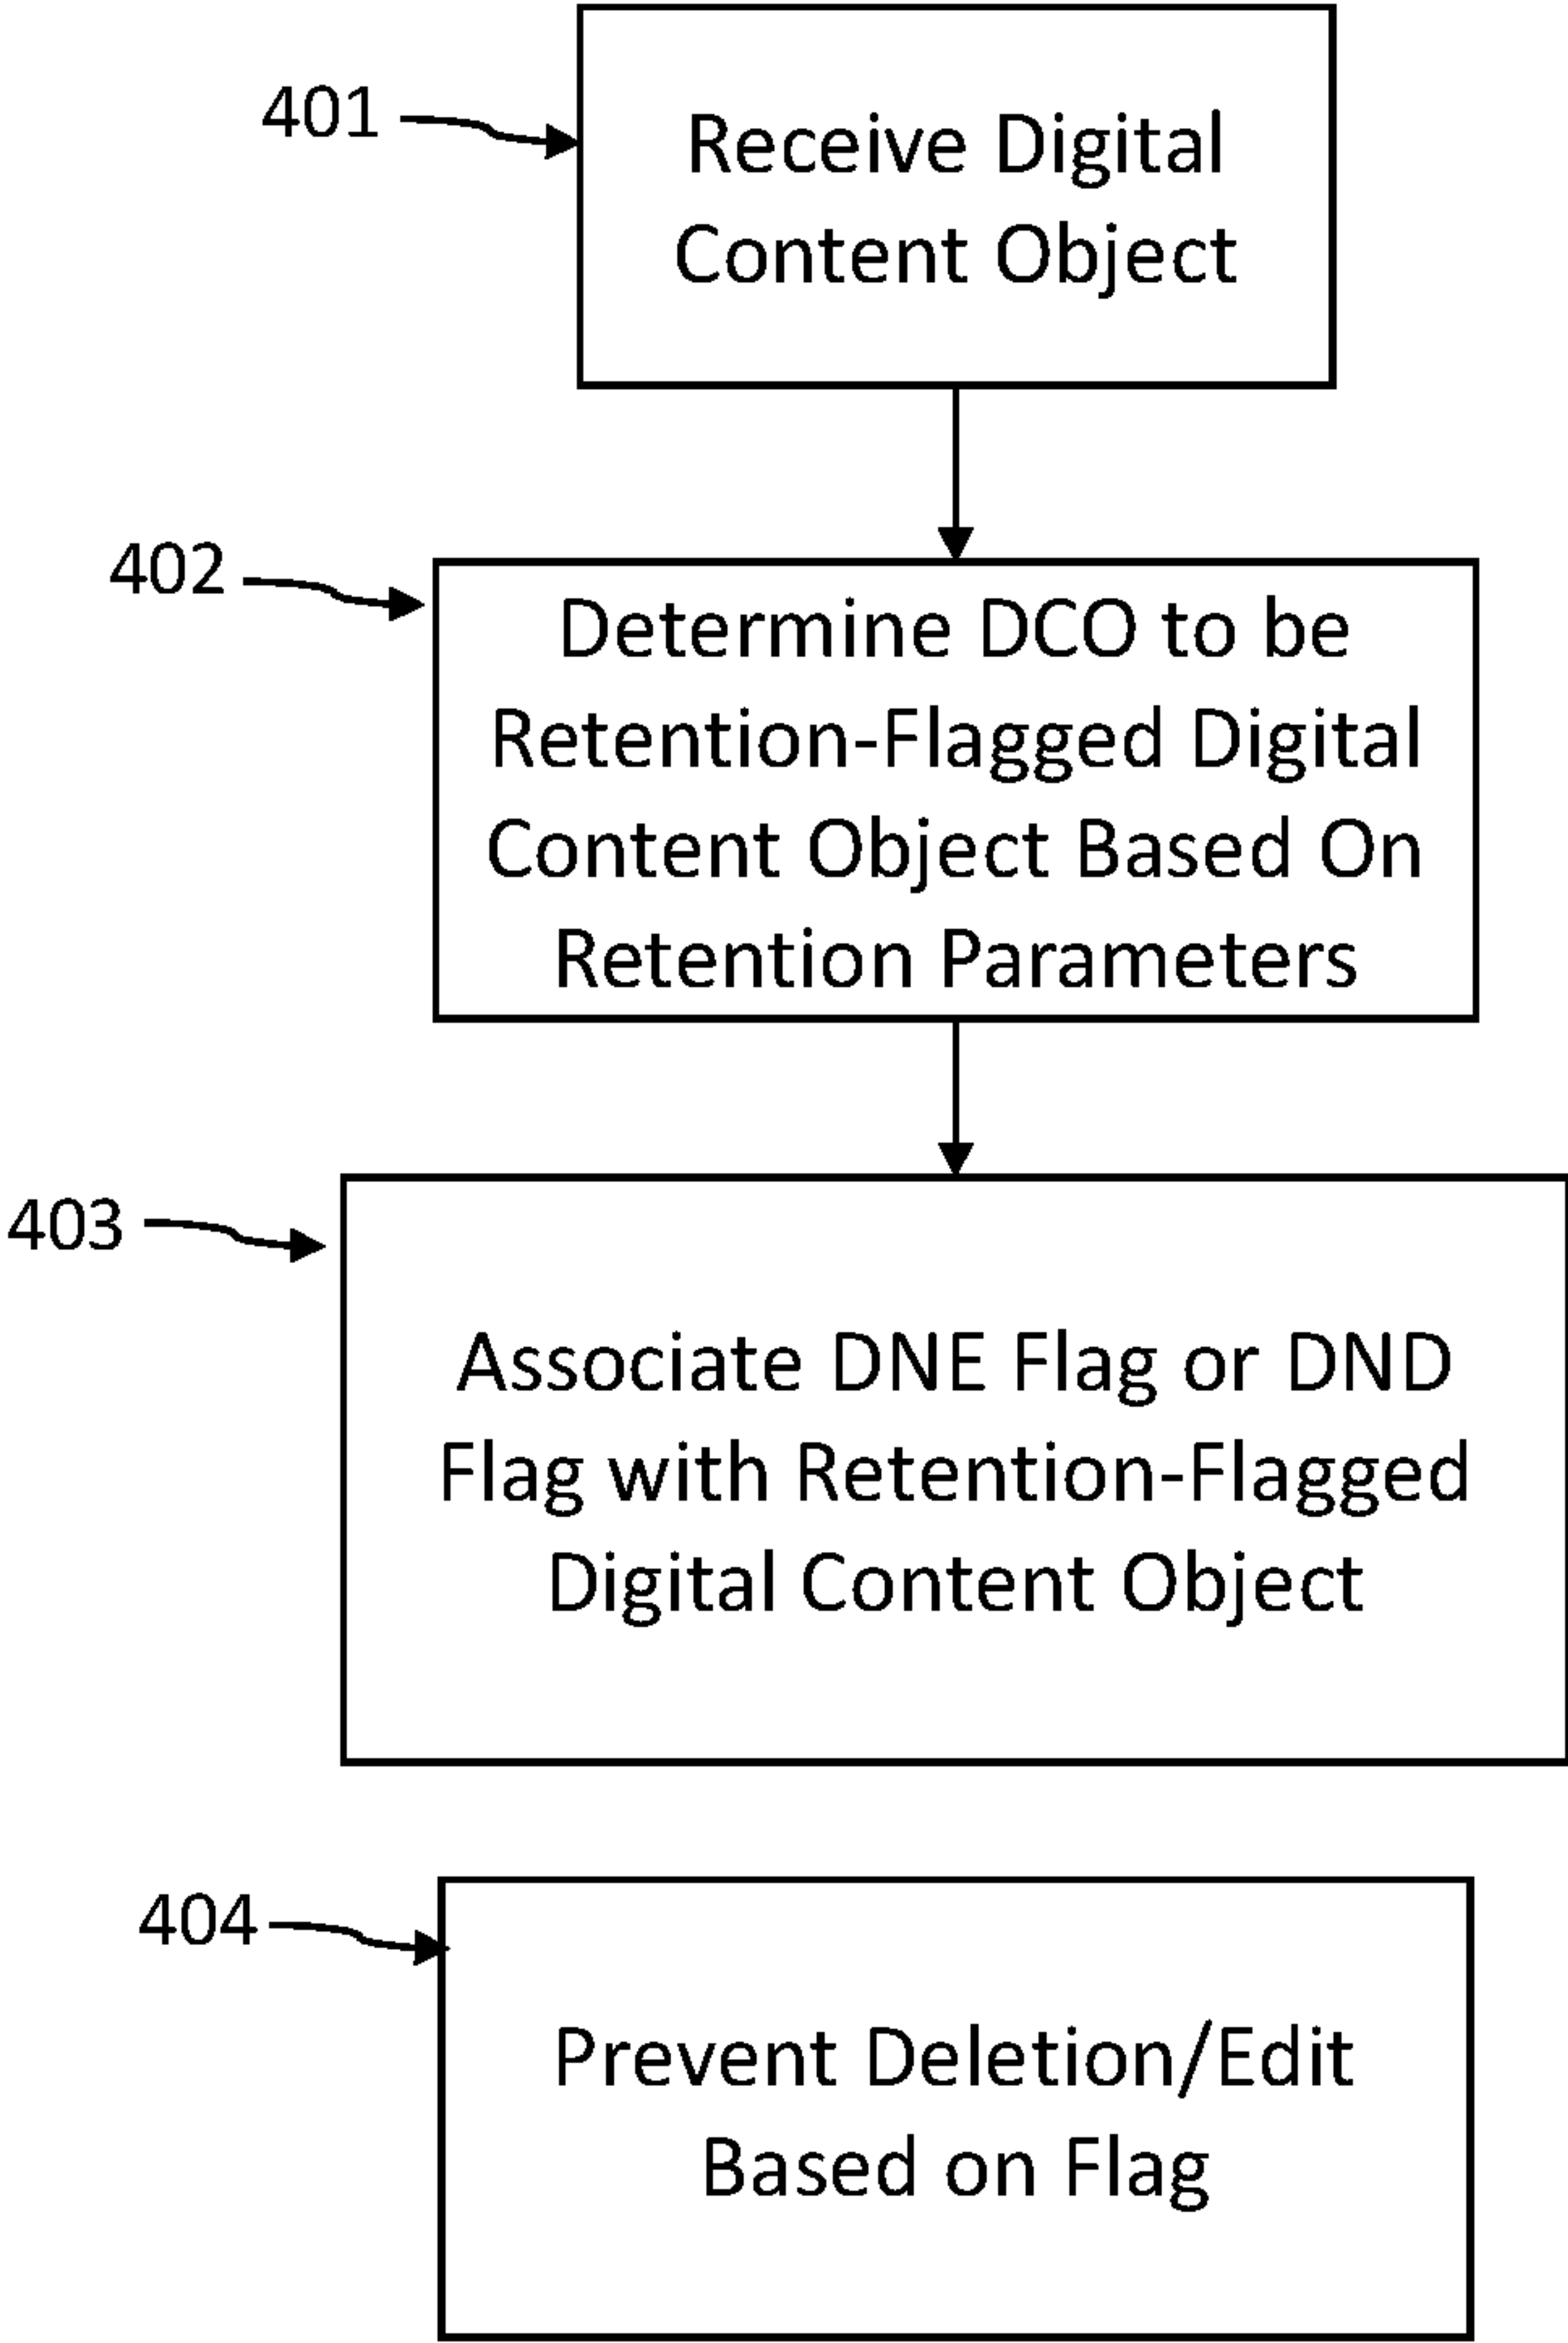 401
Receive Digital
Content Object
402
Determine DCO to be
Retention-Flagged Digital
Content Object Based On
Retention Parameters
403
Associate DNE Flag or DND
Flag with Retention-Flagged
Digital Content Object
404
Prevent Deletion/Edit
Based on Flag